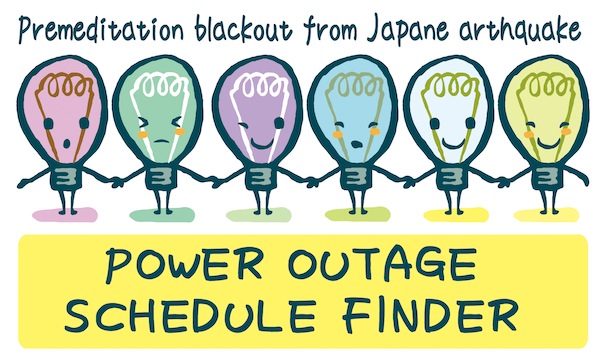 Premeditation blackout from Japane arthquake
POWER OUTAGE
SCHEDULE FINDER